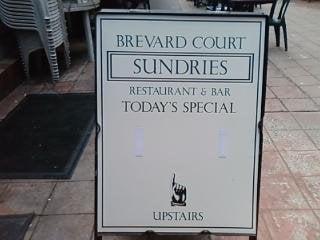 BREVARD COURT
SUNDRIES
RESTAURANT & BAR
TODAY'S SPECIAL
UPSTAIRS